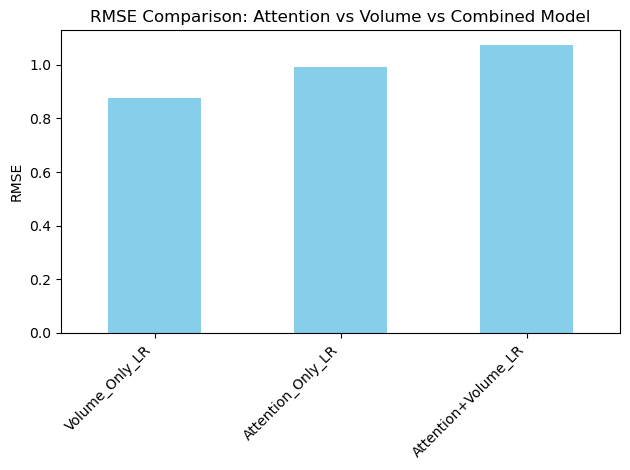 RMSE Comparison: Attention vs Volume vs Combined Model
RMSE
1.0
0.8
0.6
0.4
0.2
0.0
Volume_Only_LR
Attention_Only_LR
Attention+Volume_LR